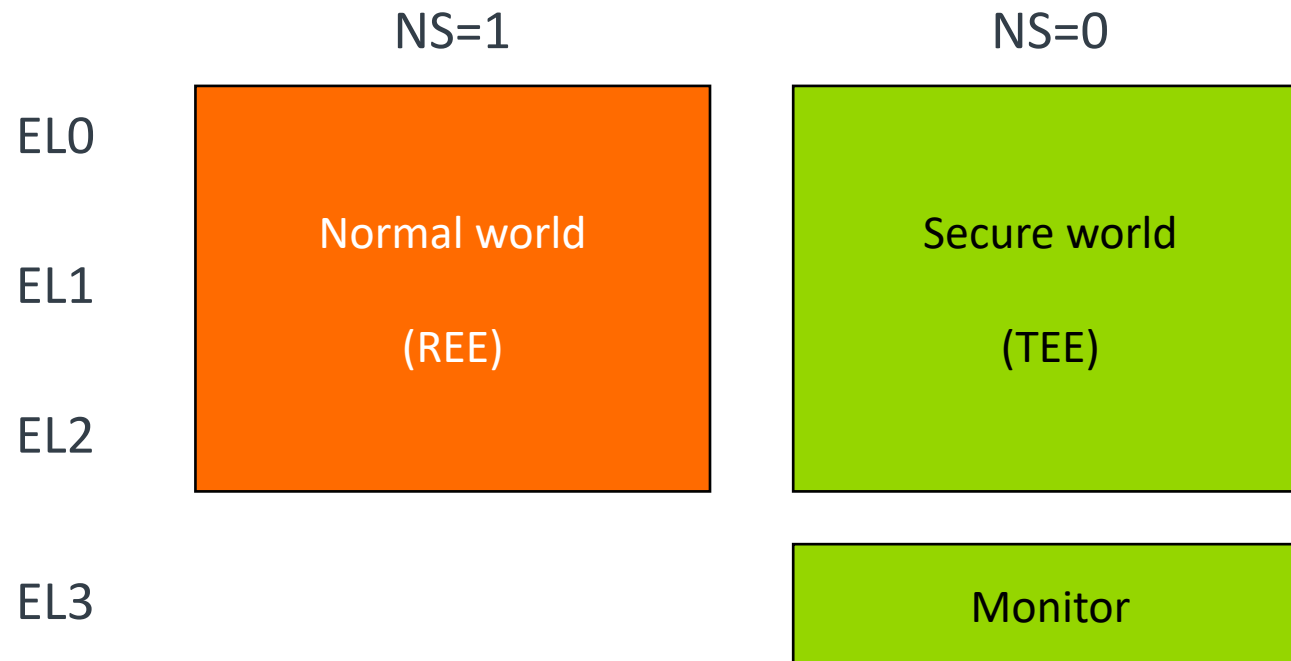 NS=1
NS=0
EL0
EL1
EL2
EL3
Normal world
(REE)
Secure world
(TEE)
Monitor